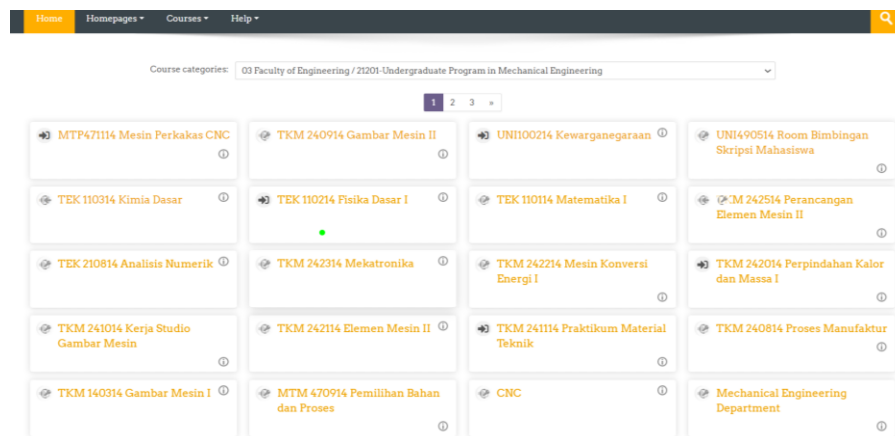 Home Homepages Courses Help
Course categories: 03 Faculty of Engineering / 21201-Undergraduate Program in Mechanical Engineering
1 2 3 »
MTP471114 Mesin Perkakas CNC
TKM 240914 Gambar Mesin II
UNI100214 Kewarganegaraan
UNI490514 Room Bimbingan
Skripsi Mahasiswa
TEK 110314 Kimia Dasar
TEK 110214 Fisika Dasar I
TEK 110114 Matematika I
TKM 242514 Perancangan
Elemen Mesin II
TEK 210814 Analisis Numerik
TKM 242314 Mekatronika
TKM 242214 Mesin Konversi
Energi I
TKM 242014 Perpindahan Kalor
dan Massa I
TKM 241014 Kerja Studio
Gambar Mesin
TKM 242114 Elemen Mesin II
TKM 241114 Praktikum Material
Teknik
TKM 240814 Proses Manufaktur
TKM 140314 Gambar Mesin I
MTM 470914 Pemilihan Bahan
dan Proses
CNC
Mechanical Engineering
Department